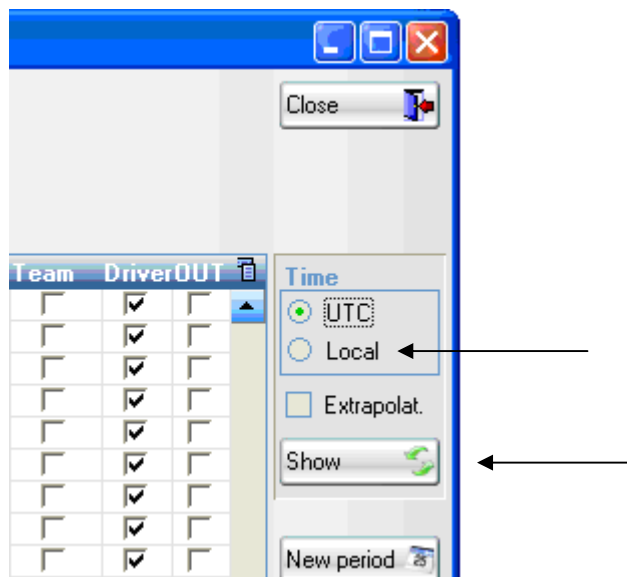 Close
Team Driver OUT
Time
UTC
Local
Extrapolat.
Show
New period